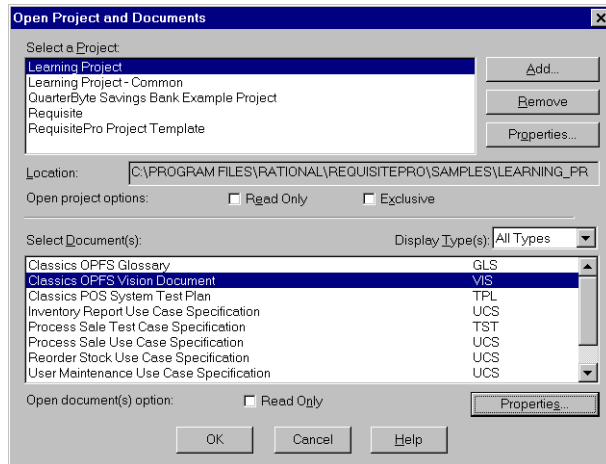 Open Project and Documents
Select a Project:
Learning Project
Learning Project - Common
QuarterByte Savings Bank Example Project
Requisite
RequisitePro Project Template
Add...
Remove
Properties...
Location: C:\PROGRAM FILES\RATIONAL\REQUISITEPRO\SAMPLES\LEARNING_PR
Open project options: Read Only Exclusive
Select Document(s): Display Type(s): All Types
Classics OPFS Glossary GLS
Classics OPFS Vision Document VIS
Classics POS System Test Plan TPL
Inventory Report Use Case Specification UCS
Process Sale Test Case Specification TST
Process Sale Use Case Specification UCS
Reorder Stock Use Case Specification UCS
User Maintenance Use Case Specification UCS
Open document(s) option: Read Only Properties...
OK Cancel Help